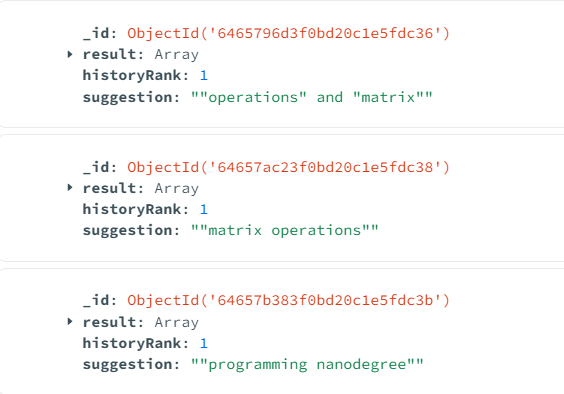 _id: ObjectId('6465796d3f0bd20c1e5fdc36')
result: Array
historyRank: 1
suggestion: ""operations" and "matrix""
_id: ObjectId('64657ac23f0bd20c1e5fdc38')
result: Array
historyRank: 1
suggestion: ""matrix operations""
_id: ObjectId('64657b383f0bd20c1e5fdc3b')
result: Array
historyRank: 1
suggestion: ""programming nanodegree""